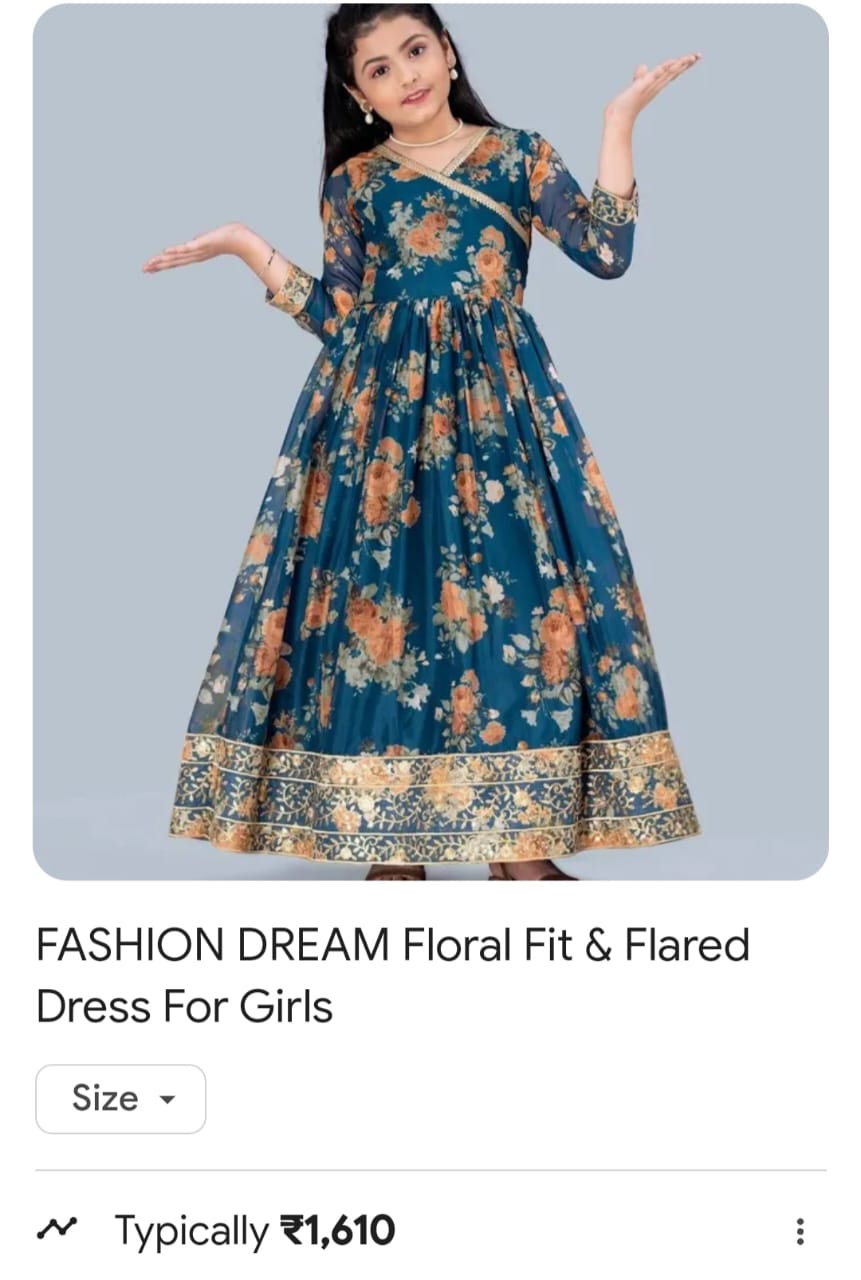 FASHION DREAM Floral Fit & Flared
Dress For Girls
Size
Typically ₹1,610